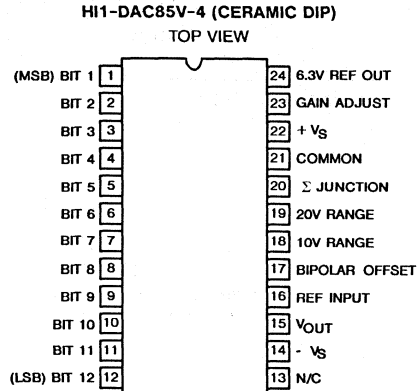 HI1-DAC85V-4 (CERAMIC DIP)
TOP VIEW
(MSB) BIT 1 1 24 6.3V REF OUT
BIT 2 2 23 GAIN ADJUST
BIT 3 3 22 + VS
BIT 4 4 21 COMMON
BIT 5 5 20 Σ JUNCTION
BIT 6 6 19 20V RANGE
BIT 7 7 18 10V RANGE
BIT 8 8 17 BIPOLAR OFFSET
BIT 9 9 16 REF INPUT
BIT 10 10 15 VOUT
BIT 11 11 14 - VS
(LSB) BIT 12 12 13 N/C